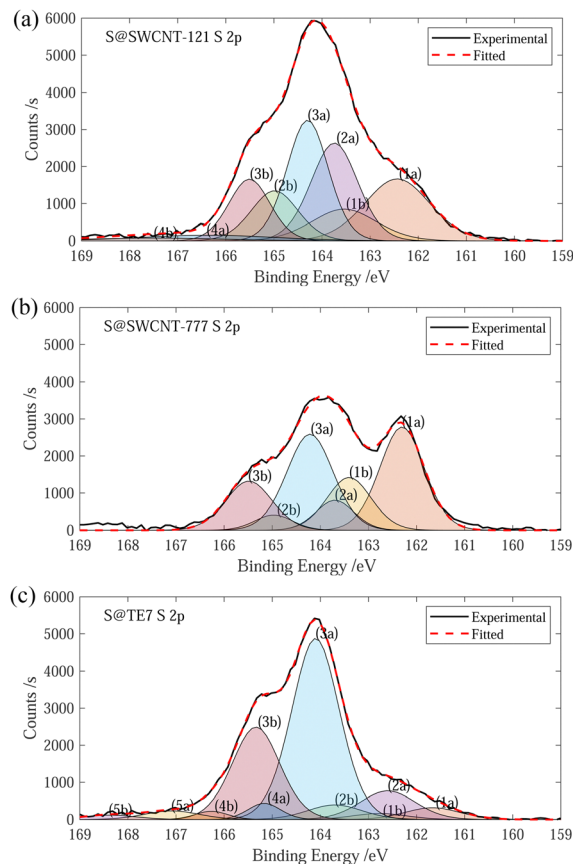 (a)
S@SWCNT-121 S 2p
Experimental
Fitted
(3a)
(2a)
(3b)
(2b)
(1a)
(1b)
(4b)
(4a)
Counts /s
6000
5000
4000
3000
2000
1000
0
169 168 167 166 165 164 163 162 161 160 159
Binding Energy /eV
(b)
S@SWCNT-777 S 2p
Experimental
Fitted
(1a)
(3a)
(3b)
(1b)
(2b)
(2a)
Counts /s
6000
5000
4000
3000
2000
1000
0
169 168 167 166 165 164 163 162 161 160 159
Binding Energy /eV
(c)
S@TE7 S 2p
Experimental
Fitted
(3a)
(3b)
(2a)
(4a)
(2b)
(1a)
(5b)
(5a)
(4b)
(1b)
Counts /s
6000
5000
4000
3000
2000
1000
0
169 168 167 166 165 164 163 162 161 160 159
Binding Energy /eV